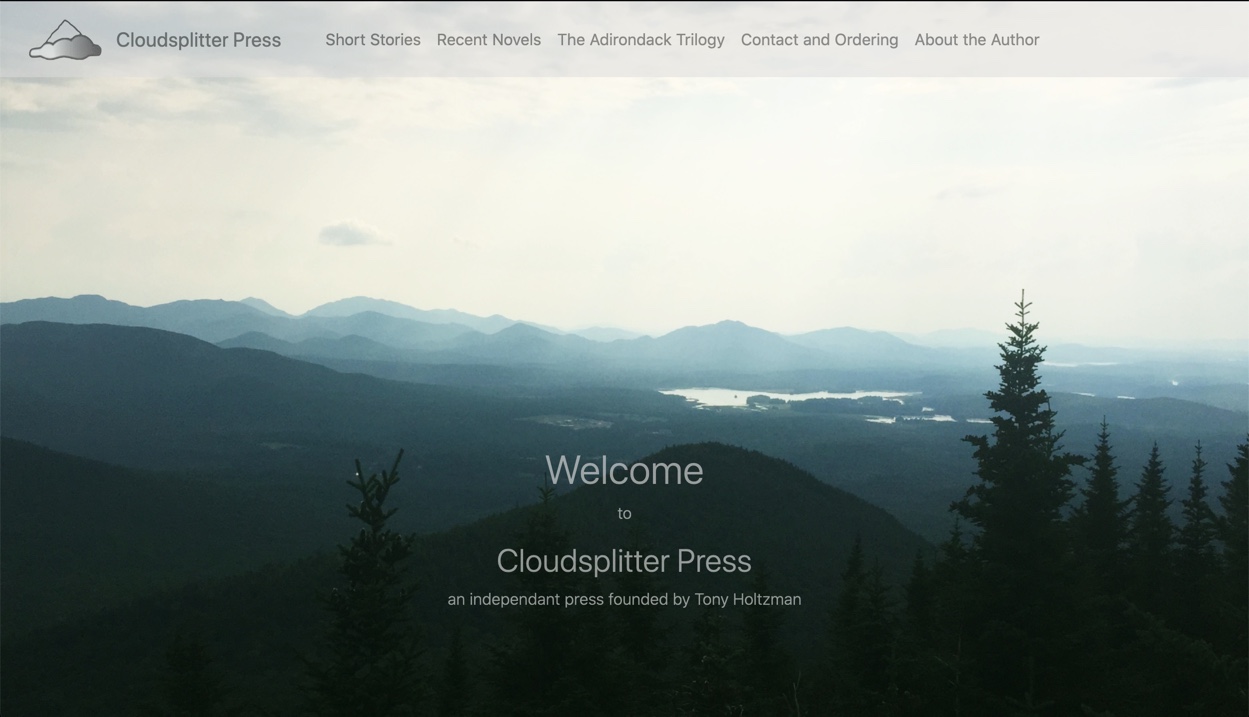 Cloudsplitter Press Short Stories Recent Novels The Adirondack Trilogy Contact and Ordering About the Author
Welcome
to
Cloudsplitter Press
an independant press founded by Tony Holtzman